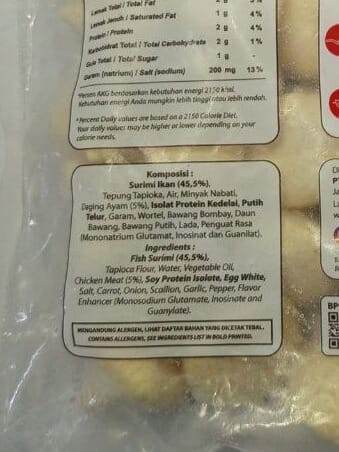 Lemak Total / Total Fat
Lemak Jenuh / Saturated Fat 1 g 4%
Protein / Protein 2 g 4%
Karbohidrat Total / Total Carbohydrate 2 g 1%
Gula Total / Total Sugar 1 g -
Garam (natrium) / Salt (sodium) 200 mg 13%
*Persen AKG berdasarkan kebutuhan energi 2150 kkal.
Kebutuhan energi Anda mungkin lebih tinggi atau lebih rendah.
*Percent Daily values are based on a 2150 Calorie Diet.
Your daily values may be higher or lower depending on your
calorie needs.
Komposisi :
Surimi Ikan (45,5%),
Tepung Tapioka, Air, Minyak Nabati,
Daging Ayam (5%), Isolat Protein Kedelai, Putih
Telur, Garam, Wortel, Bawang Bombay, Daun
Bawang, Bawang Putih, Lada, Penguat Rasa
(Mononatrium Glutamat, Inosinat dan Guanilat).
Ingredients :
Fish Surimi (45,5%),
Tapioca Flour, Water, Vegetable Oil,
Chicken Meat (5%), Soy Protein Isolate, Egg White,
Salt, Carrot, Onion, Scallion, Garlic, Pepper, Flavor
Enhancer (Monosodium Glutamate, Inosinate and
Guanylate).
MENGANDUNG ALERGEN, LIHAT DAFTAR BAHAN YANG DICETAK TEBAL.
CONTAINS ALLERGENS, SEE INGREDIENTS LIST IN BOLD PRINTED.